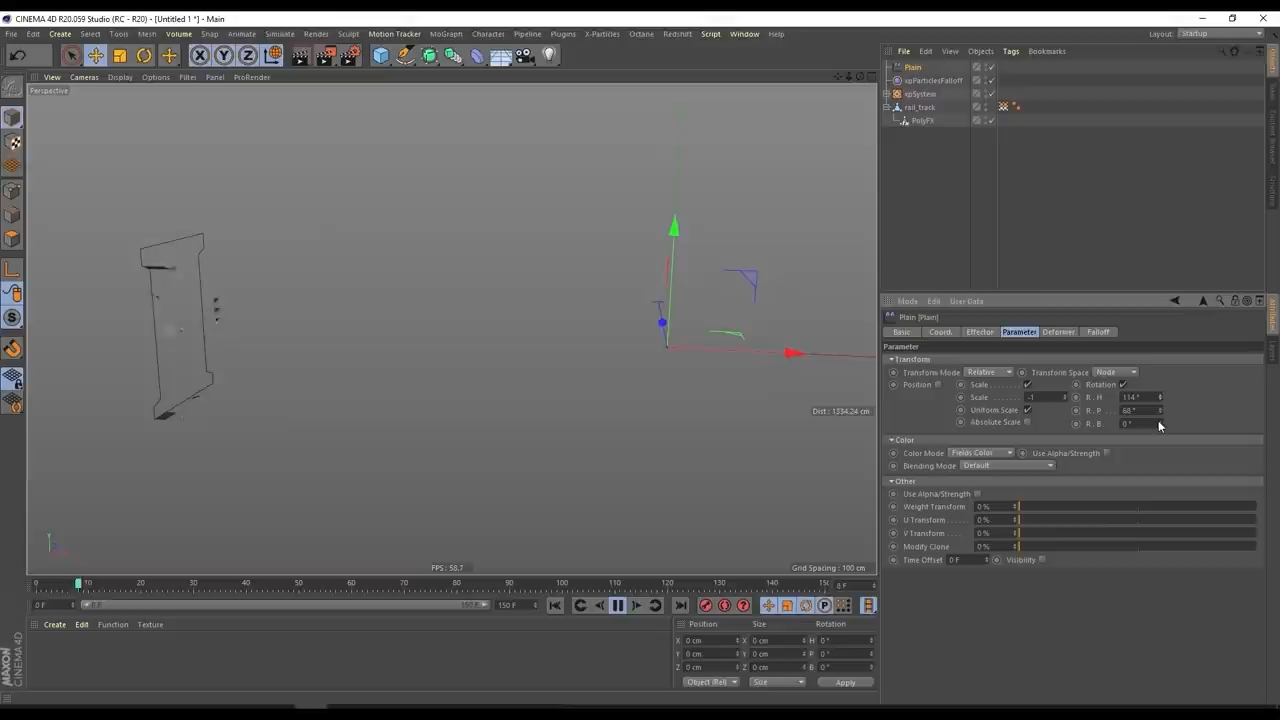 CINEMA 4D R20.059 Studio (RC - R20) - [Untitled 1 *] - Main
File Edit Create Select Tools Mesh Volume Snap Animate Simulate Render Sculpt Motion Tracker MoGraph Character Pipeline Plugins X-Particles Octane Redshift Script Window Help Layout: Startup
File Edit View Objects Tags Bookmarks
View Cameras Display Options Filter Panel ProRender
Perspective
Plain
xpParticlesFalloff
xpSystem
rail_track
PolyFX
Mode Edit User Data
Plain [Plain]
Basic Coord. Effector Parameter Deformer Falloff
Parameter
Transform
Transform Mode Relative Transform Space Node
Position Scale Rotation
Scale -1 R . H 114 °
Uniform Scale R . P 68 °
Absolute Scale R . B 0 °
Dist : 1334.24 cm
Color
Color Mode Fields Color Use Alpha/Strength
Blending Mode Default
Other
Use Alpha/Strength
Weight Transform 0 %
U Transform 0 %
V Transform 0 %
Modify Clone 0 %
Time Offset 0 F Visibility
Y
FPS : 58.7 Grid Spacing : 100 cm
0 10 20 30 40 50 60 70 80 90 100 110 120 130 140 8 F
0 F 150 F
Create Edit Function Texture
Position Size Rotation
X 0 cm X 0 cm H 0 °
Y 0 cm Y 0 cm P 0 °
Z 0 cm Z 0 cm B 0 °
Object (Rel) Size Apply
MAXON CINEMA 4D